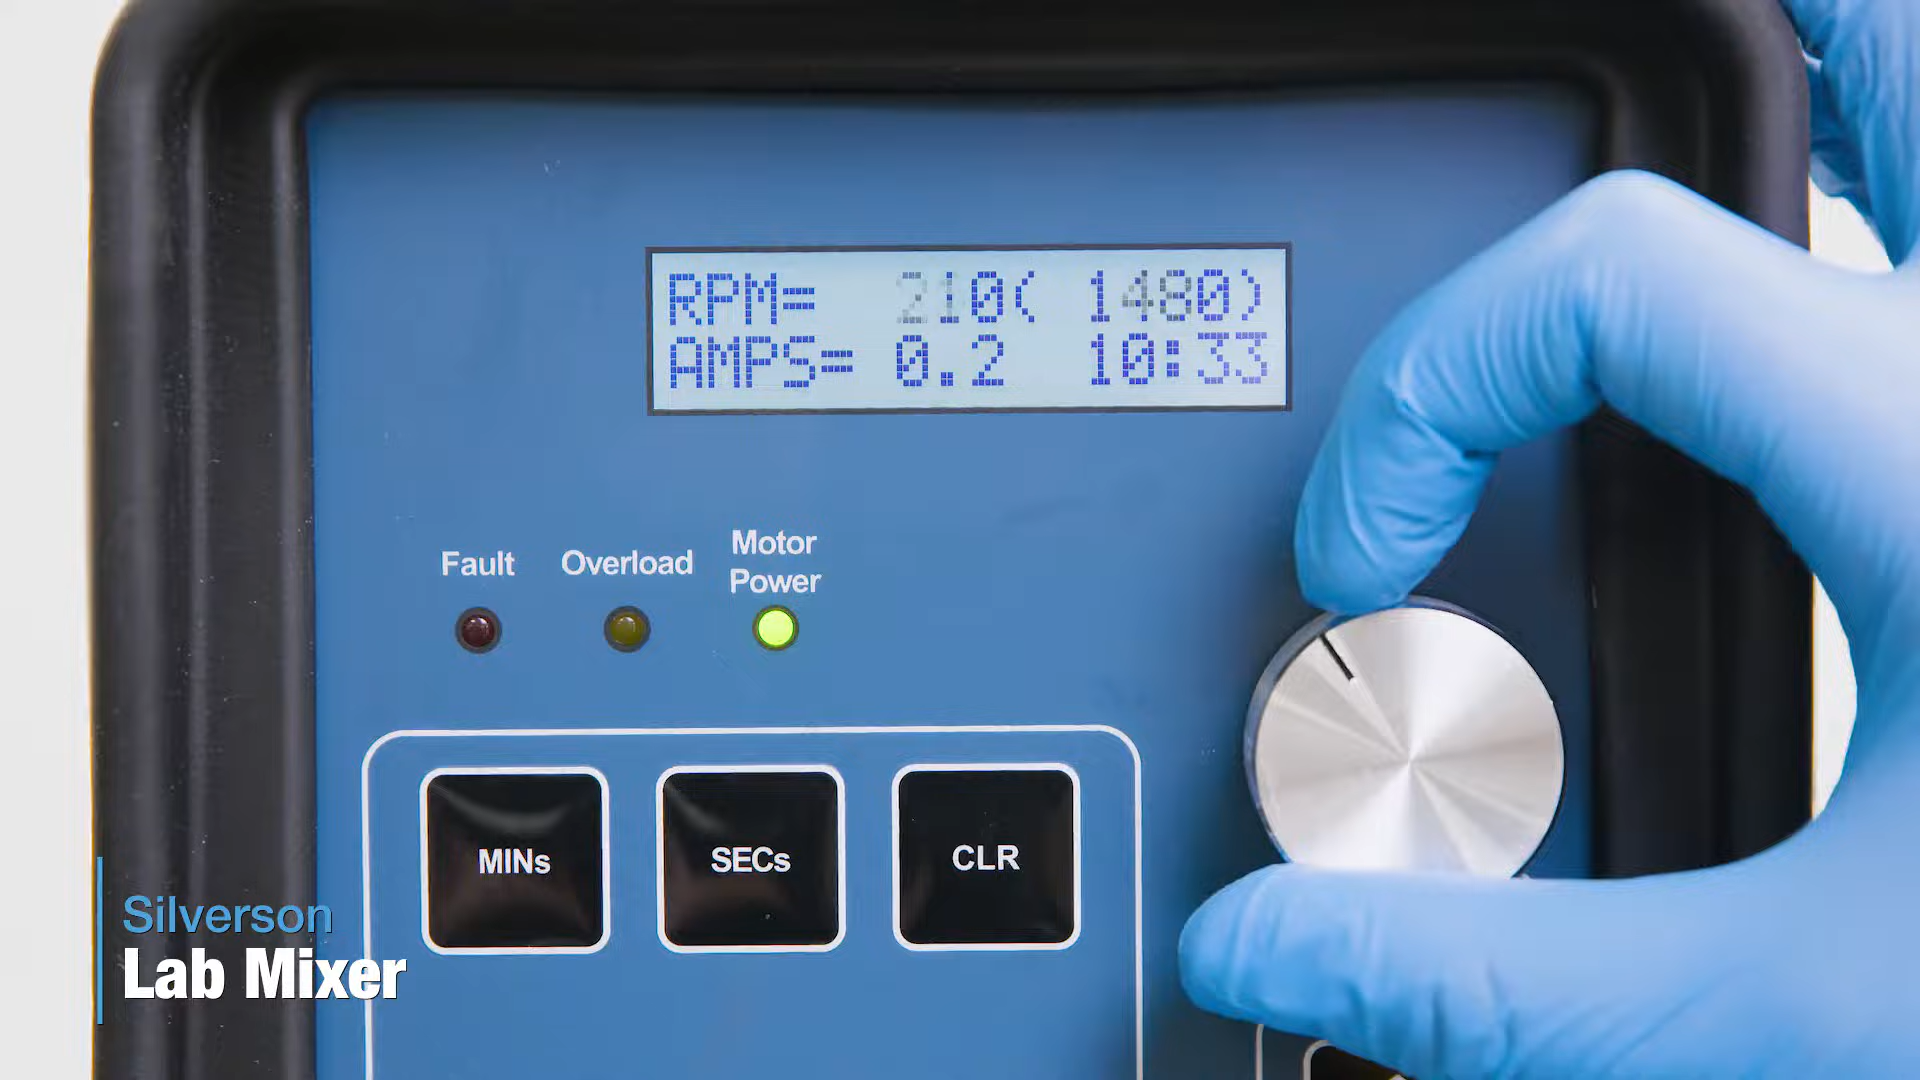 RPM= 210( 1480)
AMPS= 0.2 10:33
Fault
Overload
Motor
Power
MINs
SECs
CLR
Silverson
Lab Mixer